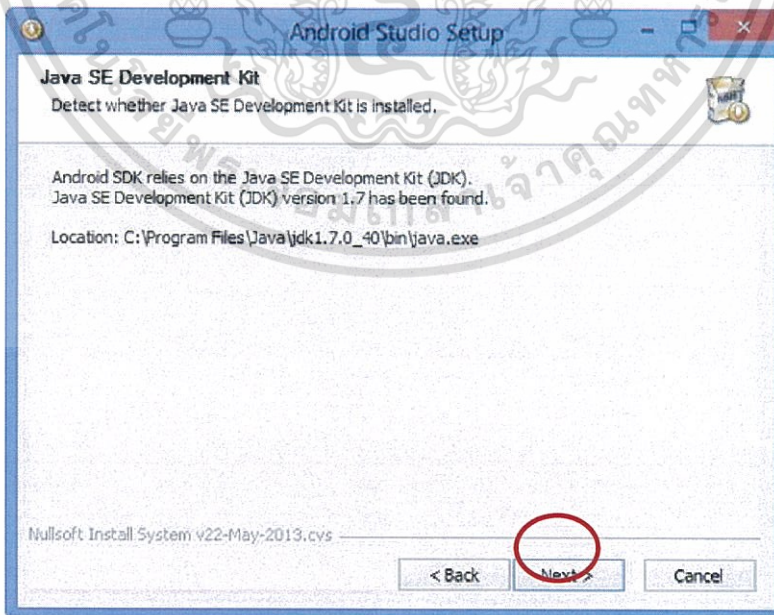 Android Studio Setup
Java SE Development Kit
Detect whether Java SE Development Kit is installed.
Android SDK relies on the Java SE Development Kit (JDK).
Java SE Development Kit (JDK) version 1.7 has been found.
Location: C:\Program Files\Java\jdk1.7.0_40\bin\java.exe
Nullsoft Install System v22-May-2013.cvs
< Back
Next >
Cancel